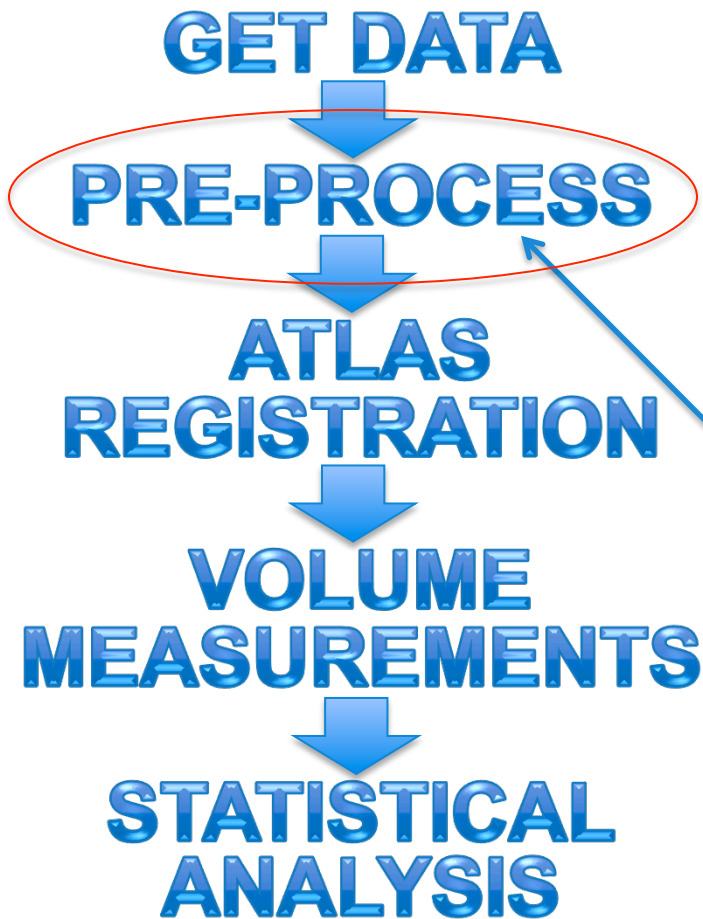 GET DATA
PRE-PROCESS
ATLAS
REGISTRATION
VOLUME
MEASUREMENTS
STATISTICAL
ANALYSIS